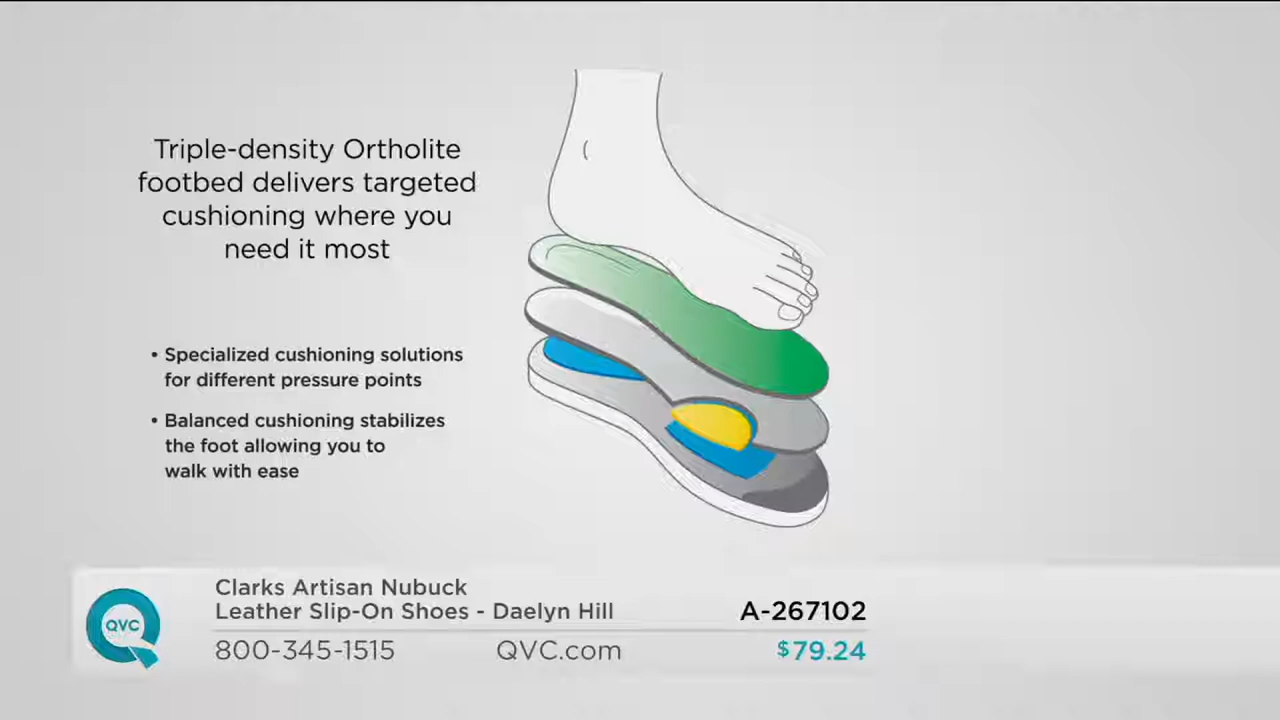 Triple-density Ortholite
footbed delivers targeted
cushioning where you
need it most
• Specialized cushioning solutions
for different pressure points
• Balanced cushioning stabilizes
the foot allowing you to
walk with ease
QVC
Clarks Artisan Nubuck
Leather Slip-On Shoes - Daelyn Hill
A-267102
800-345-1515
QVC.com
$79.24